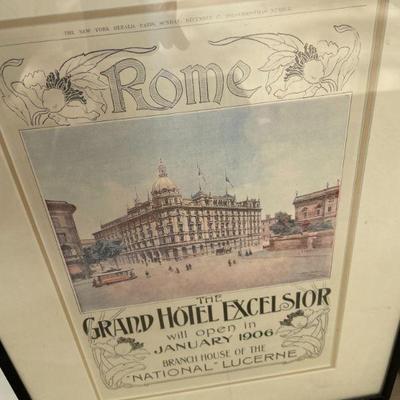 THE NEW YORK HERALD, PARIS, SUNDAY, DECEMBER
Rome
THE
GRAND HOTEL EXCELSIOR
will open in
JANUARY 1906
BRANCH HOUSE OF THE
"NATIONAL" LUCERNE